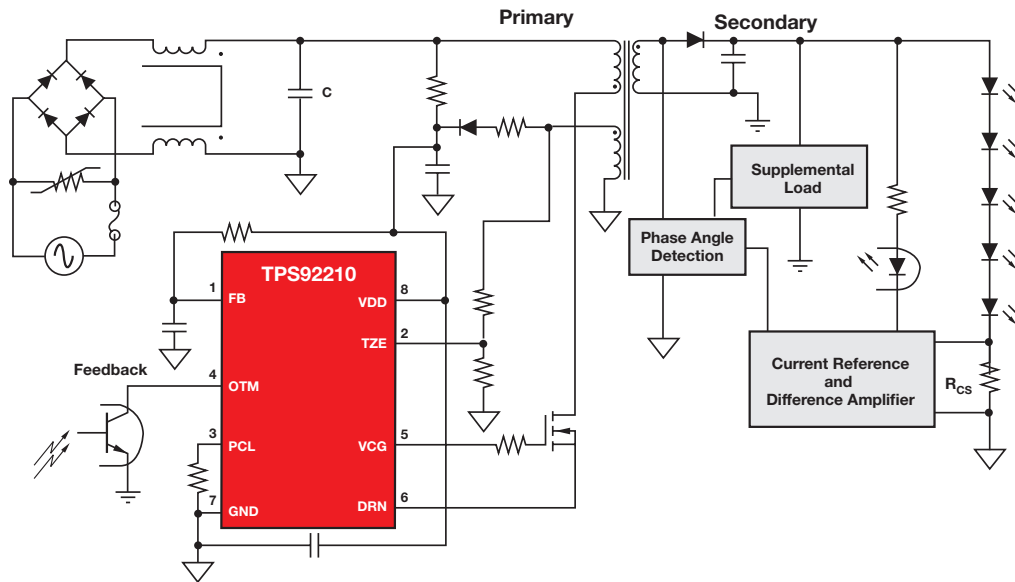 Primary
Secondary
C
Supplemental
Load
Phase Angle
Detection
TPS92210
1
FB
VDD
8
TZE
2
Feedback
4
OTM
Current Reference
and
Difference Amplifier
RCS
3
PCL
VCG
5
7
GND
DRN
6